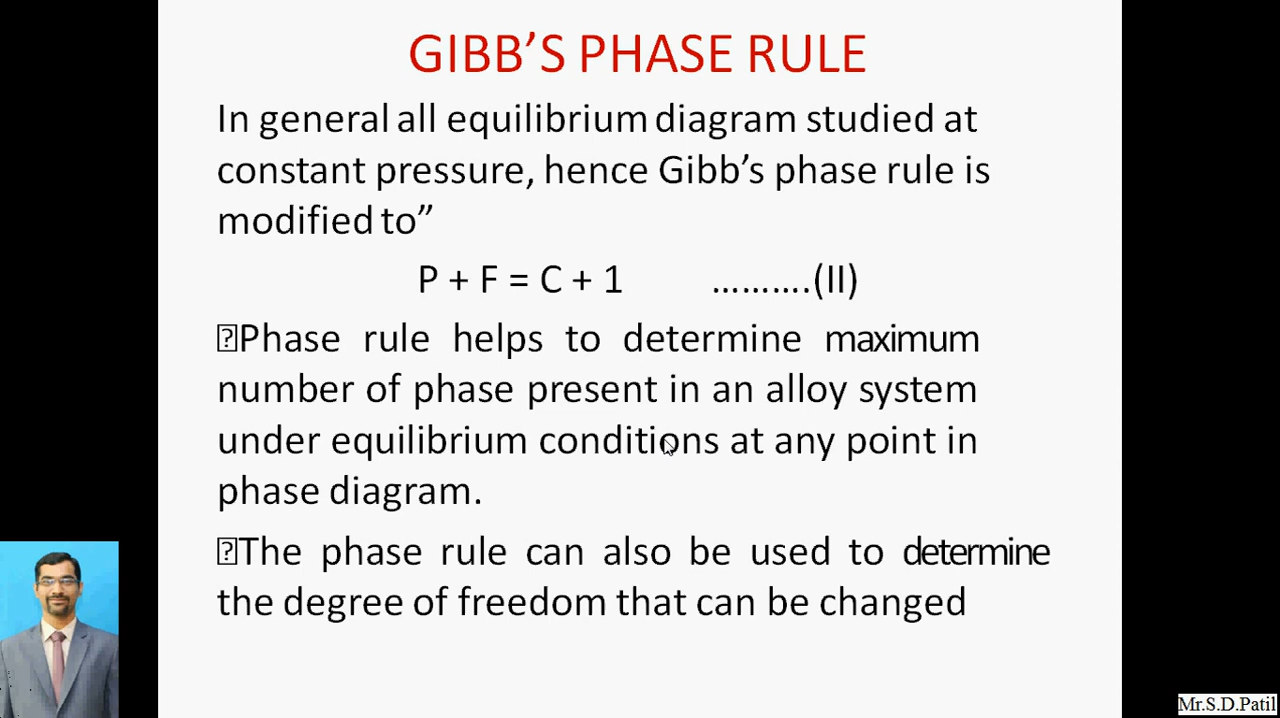 GIBB’S PHASE RULE
In general all equilibrium diagram studied at
constant pressure, hence Gibb’s phase rule is
modified to”
P + F = C + 1 ……….(II)
Phase rule helps to determine maximum
number of phase present in an alloy system
under equilibrium conditions at any point in
phase diagram.
The phase rule can also be used to determine
the degree of freedom that can be changed
Mr.S.D.Patil